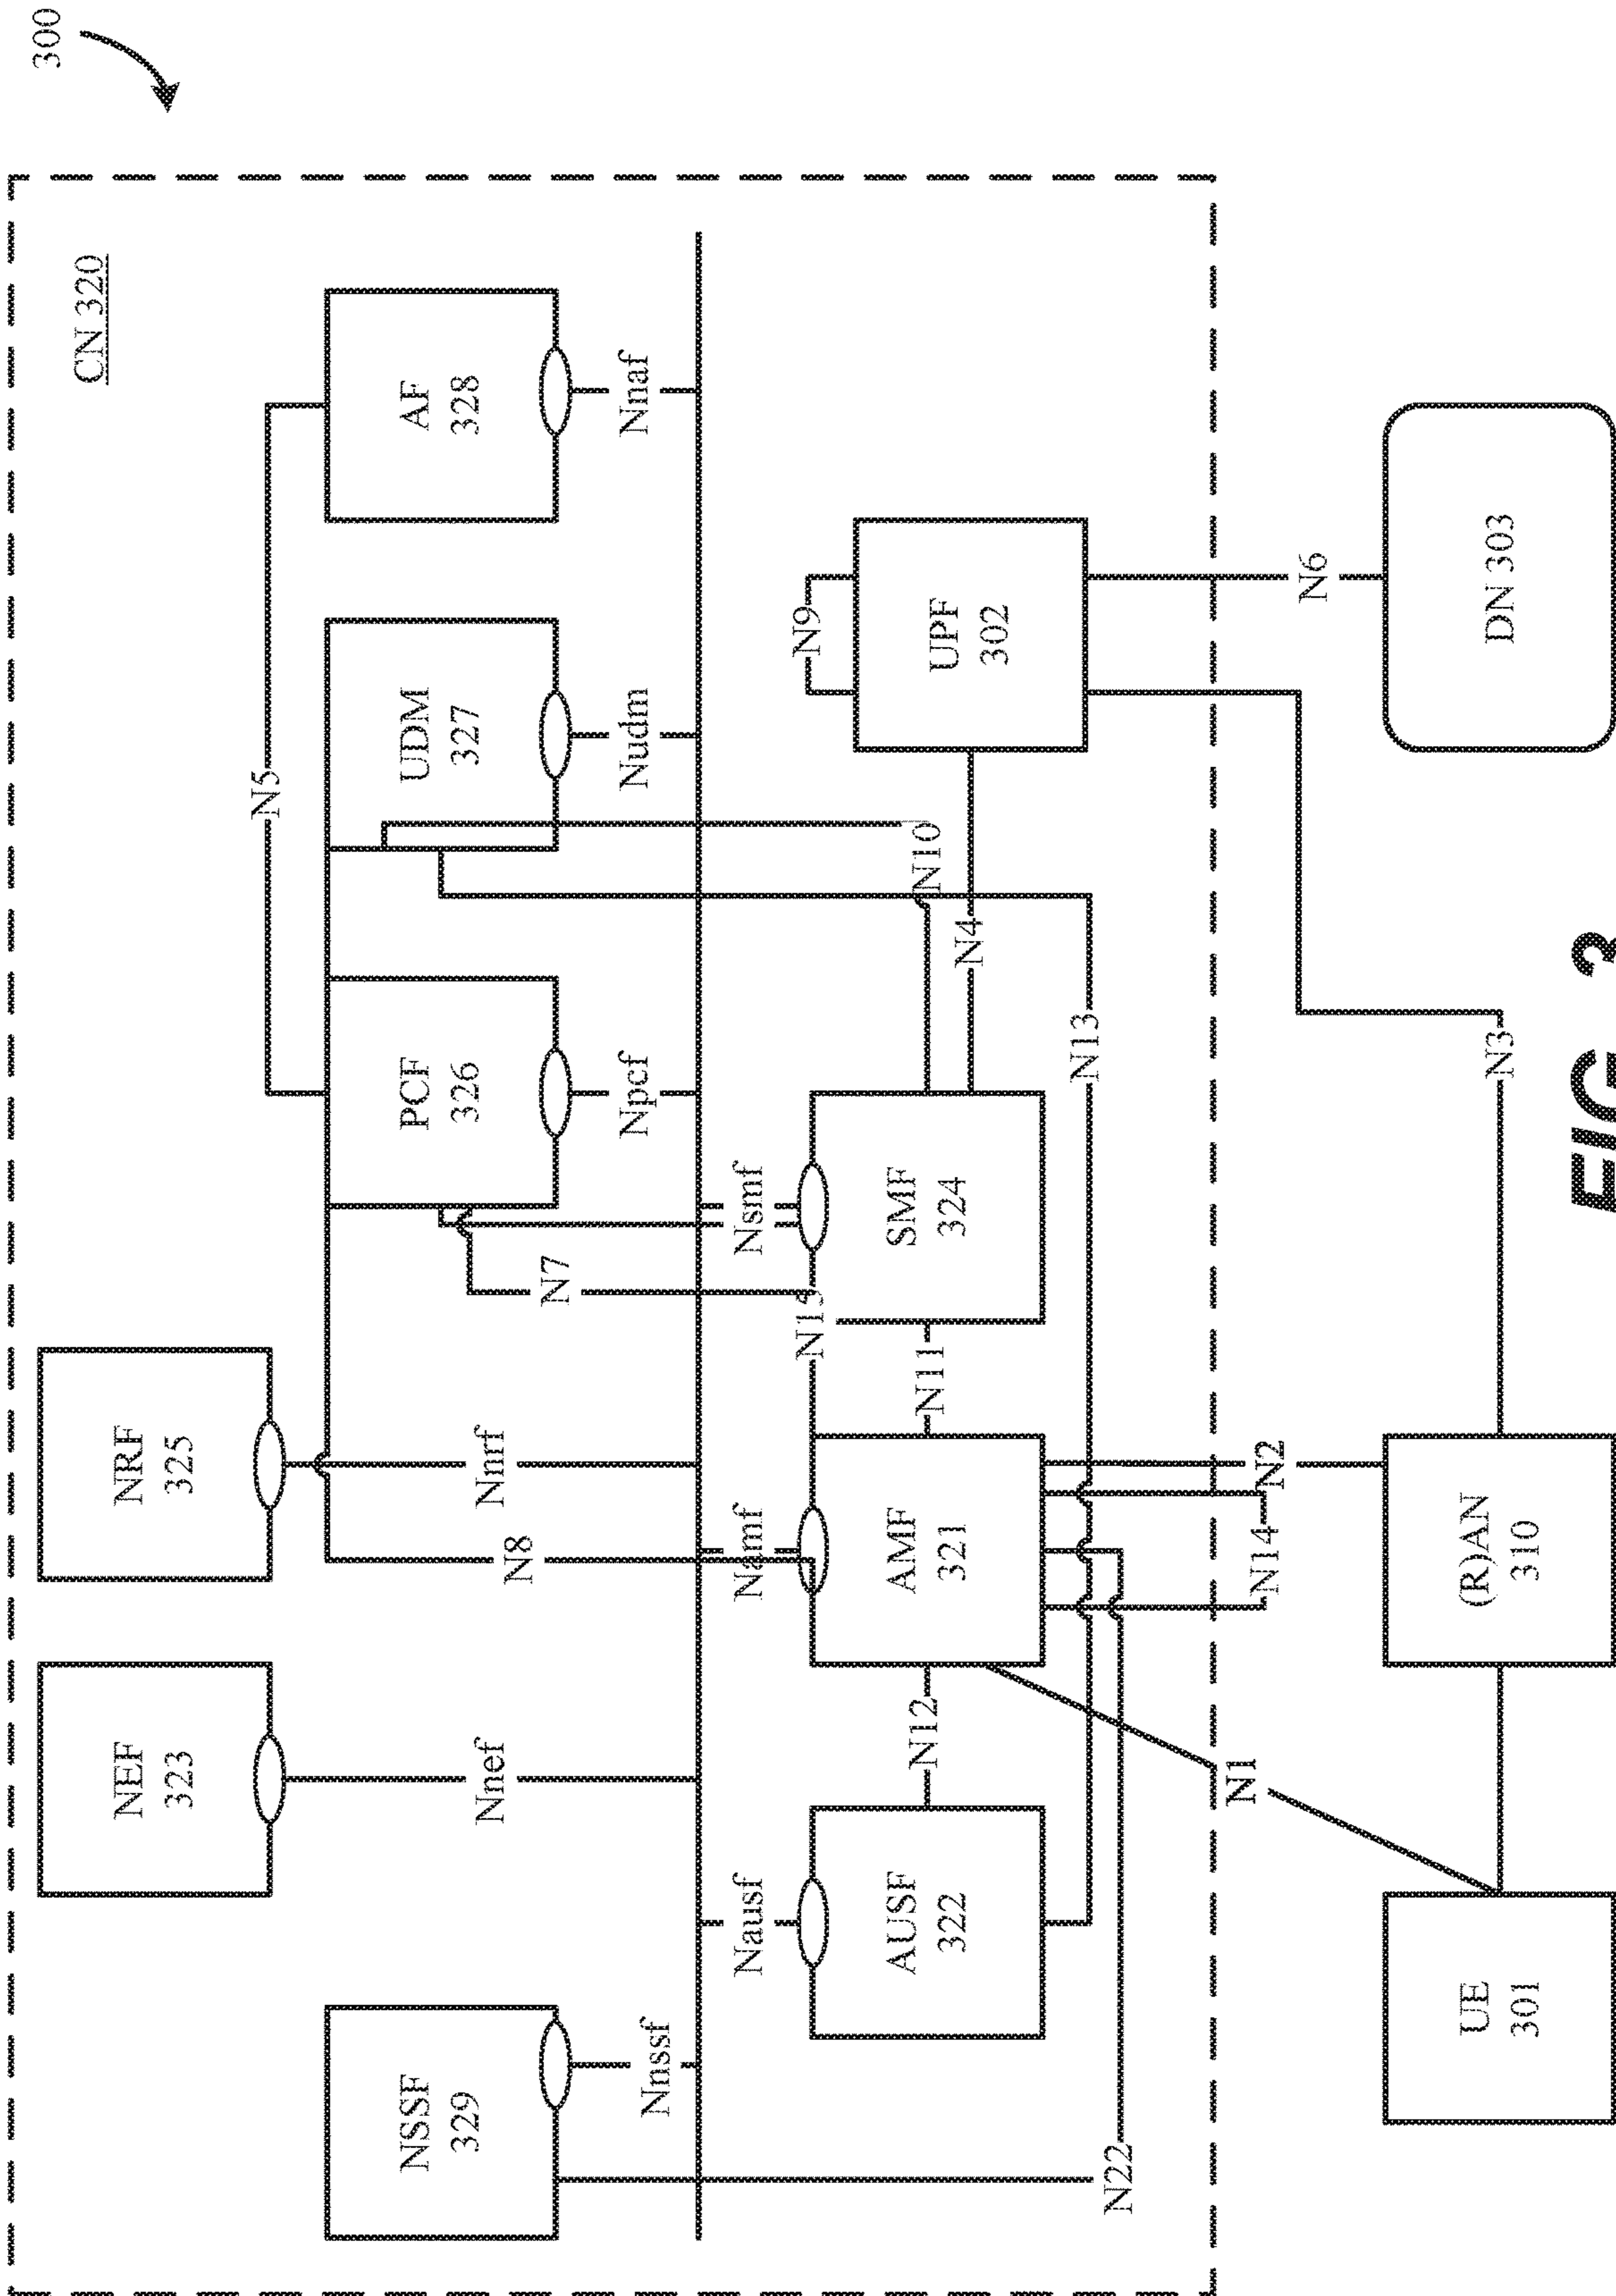 300
CN 320
NEF
323
NRF
325
N5
NSSF
329
PCF
326
UDM
327
AF
328
Nnef
N8
Nnrf
N7
Nnssf
Npcf
Nudm
Nnaf
Nausf
Namf
Nsmf
N15
N9
AUSF
322
N12
AMF
321
N11
SMF
324
N10
N4
UPF
302
N13
N22
N1
N14
N2
N6
UE
301
(R)AN
310
N3
DN 303
FIG. 3